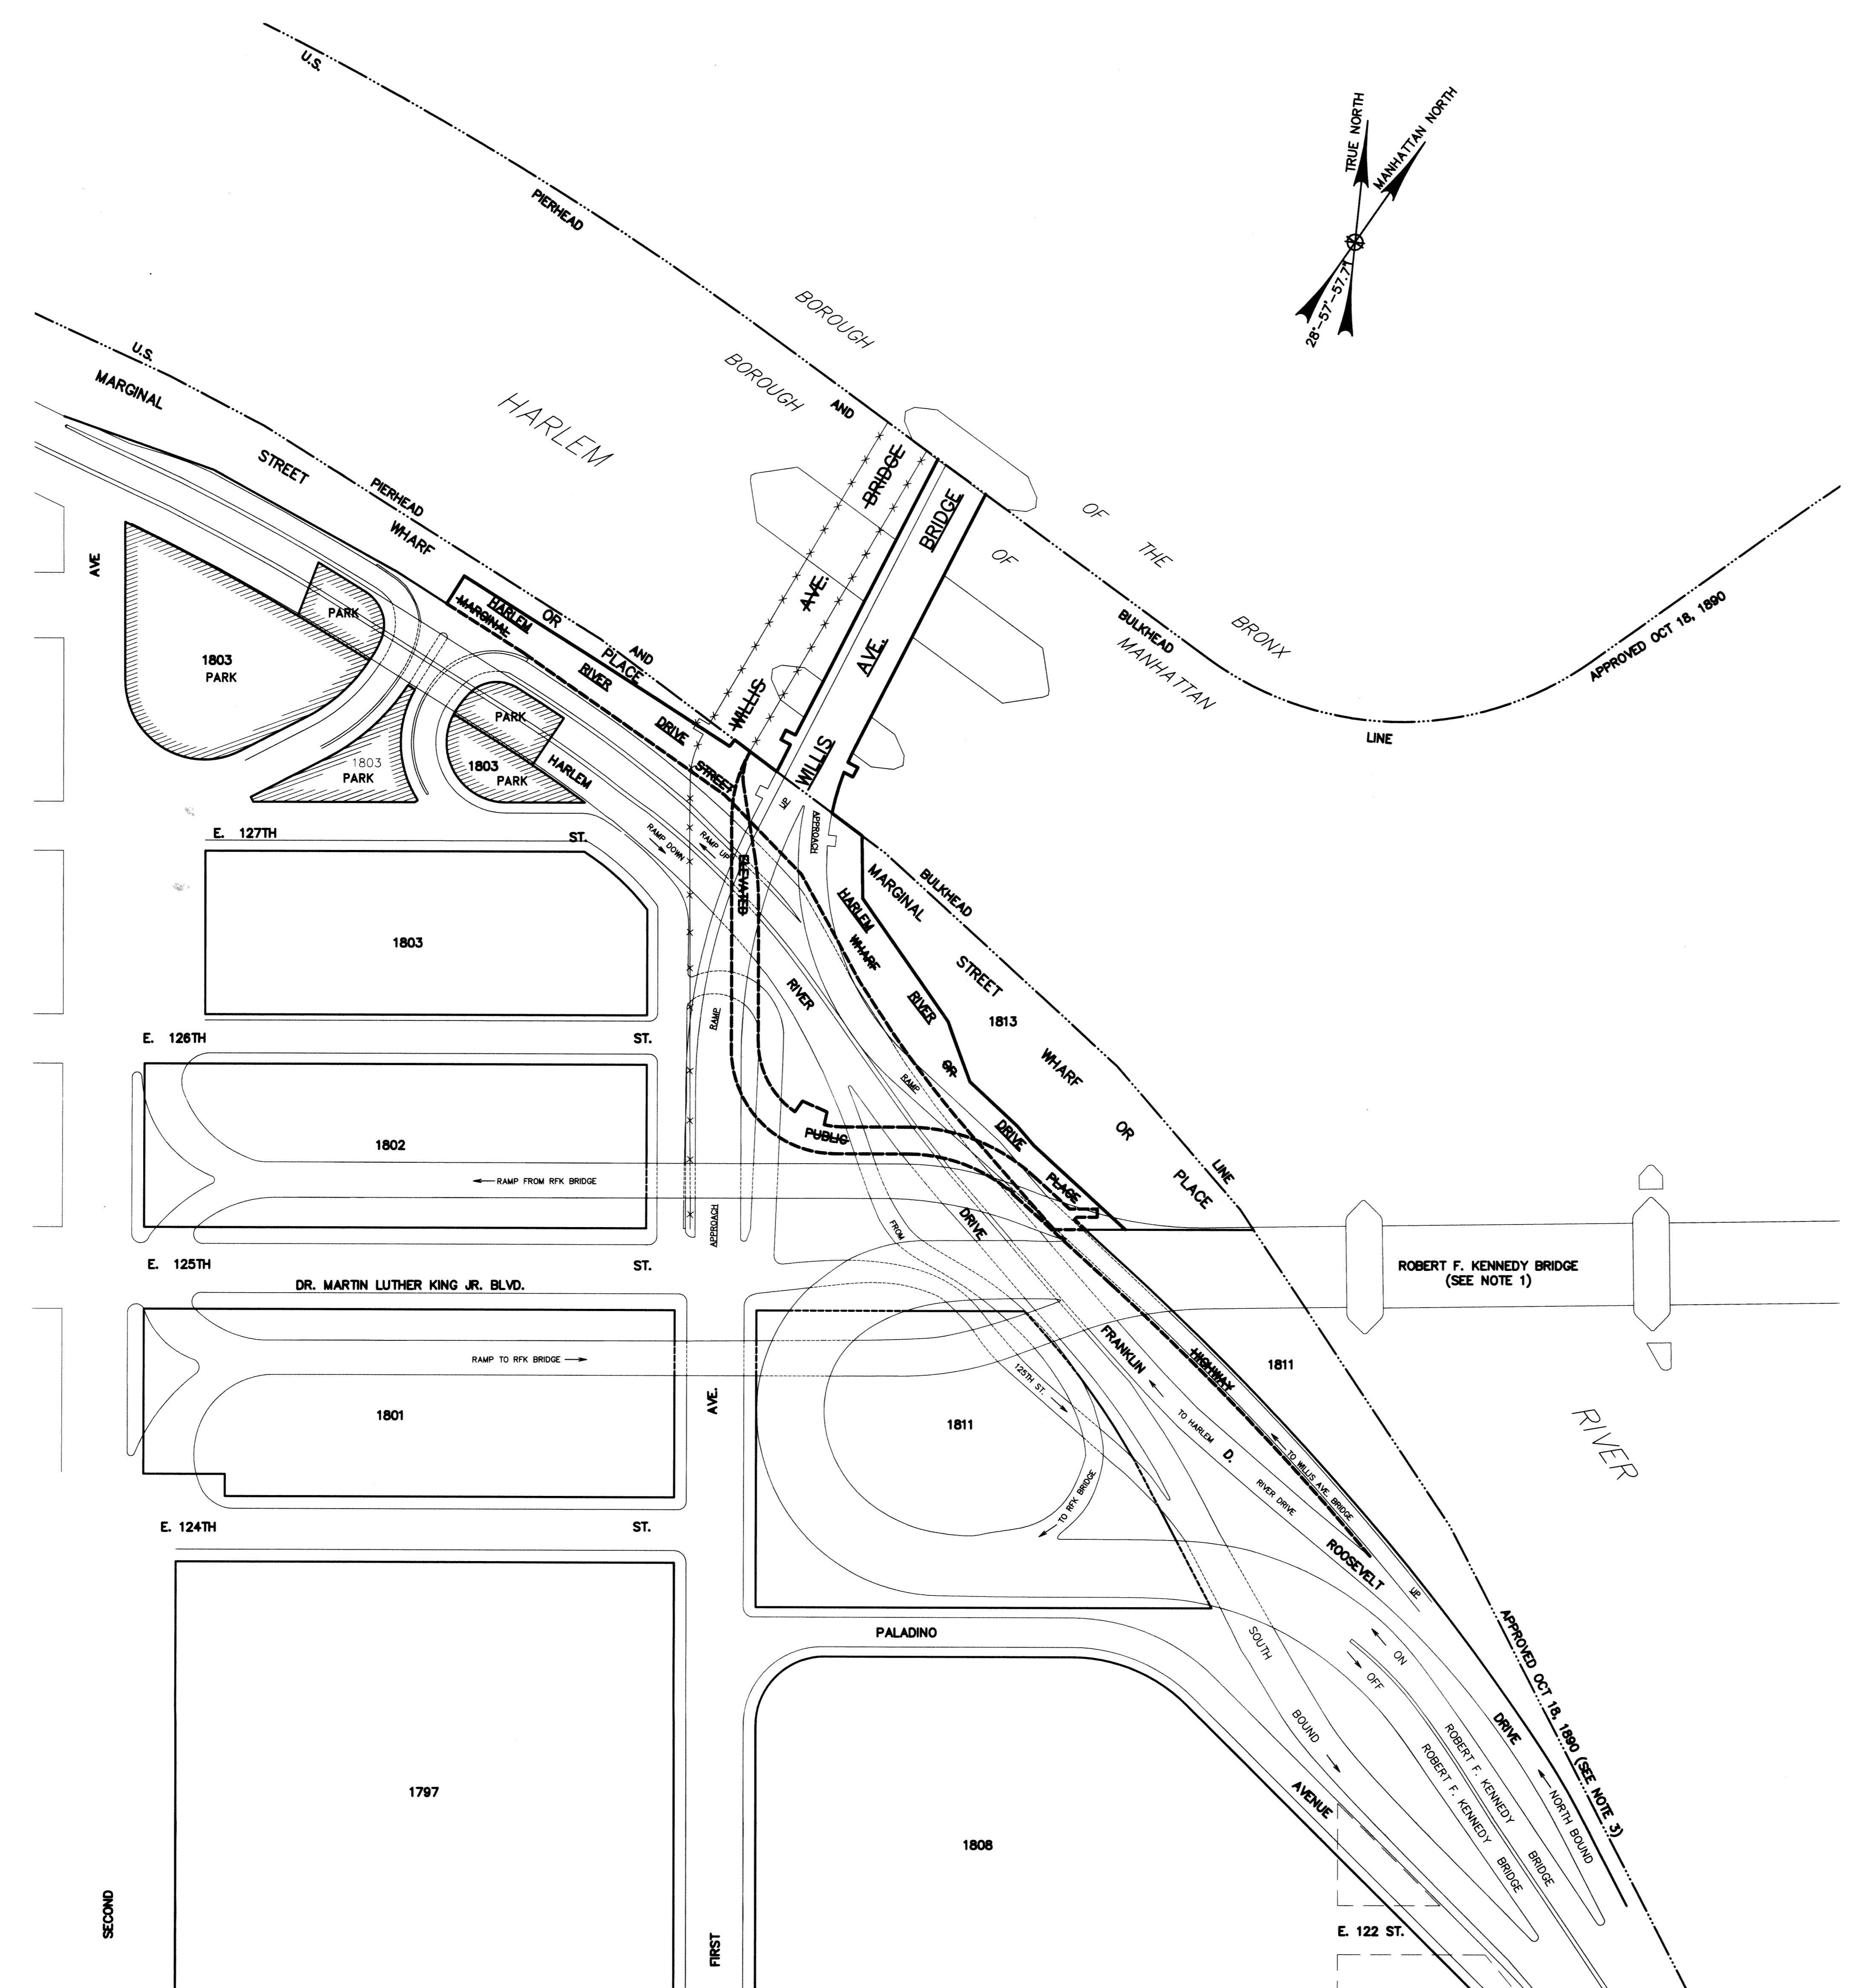 U.S.
PIERHEAD
AND
BULKHEAD
LINE
APPROVED OCT 18, 1890
TRUE NORTH
MANHATTAN NORTH
28°-57'-57.7"
BOROUGH
OF THE
BRONX
BOROUGH
OF
MANHATTAN
HARLEM
RIVER
U.S.
PIERHEAD
AND
BULKHEAD
LINE
APPROVED OCT 18, 1890 (SEE NOTE 3)
MARGINAL
STREET
WHARF
OR
PLACE
HARLEM
MARGINAL
RIVER
DRIVE
STREET
WILLIS
AVE.
BRIDGE
WILLIS
AVE.
BRIDGE
UP
APPROACH
AVE
1803
PARK
PARK
1803
PARK
PARK
1803
PARK
HARLEM
RIVER
DRIVE
RAMP DOWN
RAMP UP
ELEVATED
PUBLIC
HIGHWAY
E. 127TH
ST.
1803
E. 126TH
ST.
RAMP
RAMP
APPROACH
HARLEM
WHARF
RIVER
OR
DRIVE
PLACE
MARGINAL
STREET
1813
WHARF
OR
PLACE
1802
RAMP FROM RFK BRIDGE
E. 125TH
ST.
DR. MARTIN LUTHER KING JR. BLVD.
ROBERT F. KENNEDY BRIDGE
(SEE NOTE 1)
FROM
125TH ST.
RAMP TO RFK BRIDGE
1801
AVE.
1811
1811
FRANKLIN
D.
ROOSEVELT
DRIVE
TO HARLEM
RIVER DRIVE
TO WILLIS AVE. BRIDGE
UP
TO RFK BRIDGE
E. 124TH
ST.
PALADINO
AVENUE
SOUTH
BOUND
ON
OFF
ROBERT F. KENNEDY
BRIDGE
ROBERT F. KENNEDY
BRIDGE
NORTH BOUND
1797
1808
E. 122 ST.
SECOND
FIRST